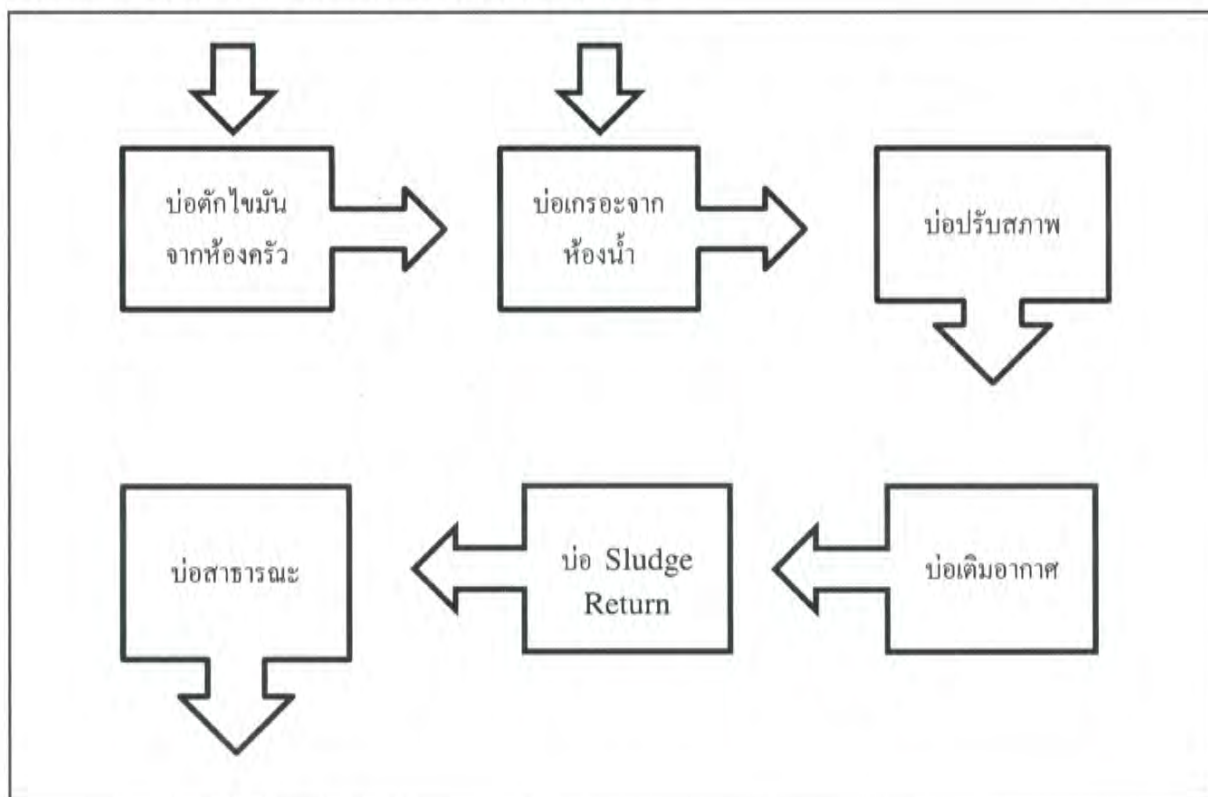 บ่อตักไขมัน
จากห้องครัว
บ่อเกรอะจาก
ห้องน้ำ
บ่อปรับสภาพ
บ่อเติมอากาศ
บ่อ Sludge
Return
บ่อสาธารณะ